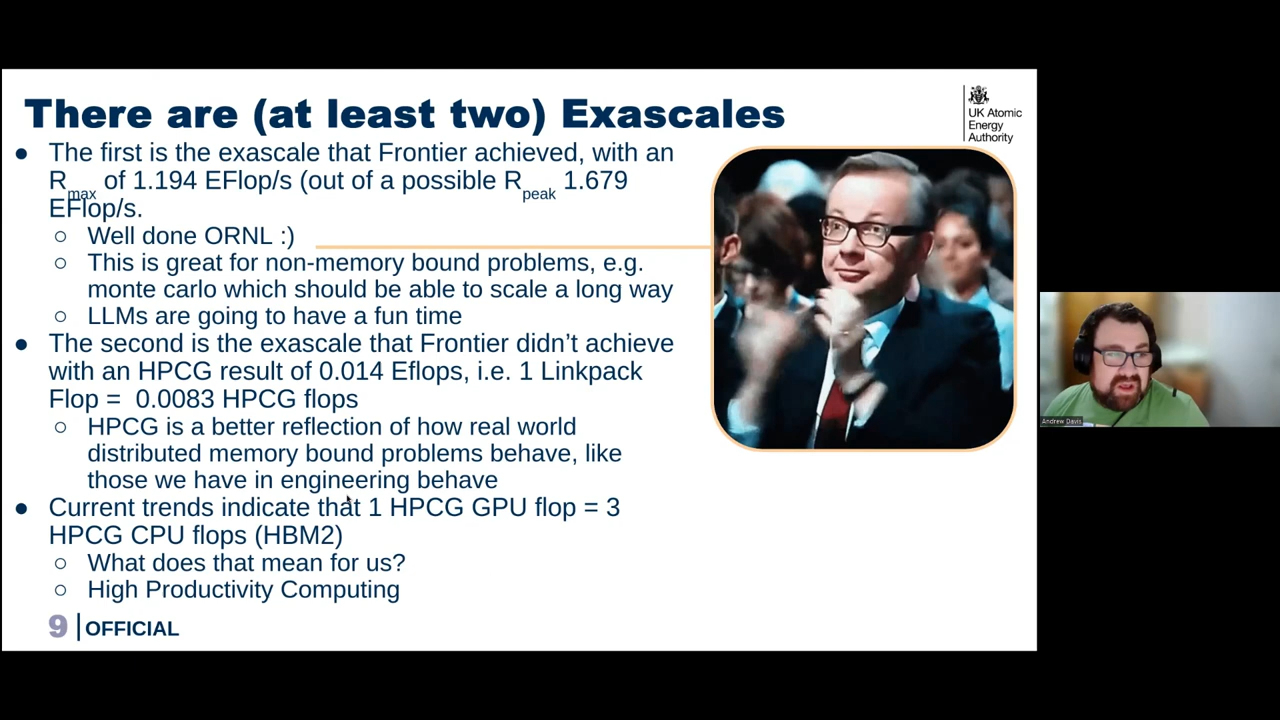 There are (at least two) Exascales
UK Atomic
Energy
Authority
● The first is the exascale that Frontier achieved, with an
Rmax of 1.194 EFlop/s (out of a possible Rpeak 1.679
EFlop/s.
○ Well done ORNL :)
○ This is great for non-memory bound problems, e.g.
monte carlo which should be able to scale a long way
○ LLMs are going to have a fun time
● The second is the exascale that Frontier didn’t achieve
with an HPCG result of 0.014 Eflops, i.e. 1 Linkpack
Flop = 0.0083 HPCG flops
○ HPCG is a better reflection of how real world
distributed memory bound problems behave, like
those we have in engineering behave
● Current trends indicate that 1 HPCG GPU flop = 3
HPCG CPU flops (HBM2)
○ What does that mean for us?
○ High Productivity Computing
9 | OFFICIAL
Andrew Davis